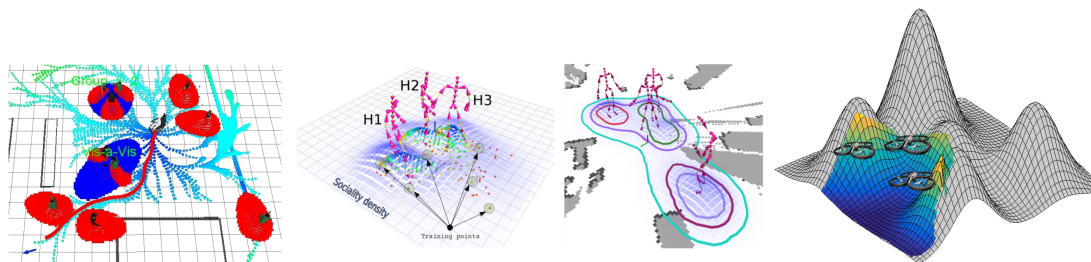 Group
Vis-a-Vis
H1
H2
H3
Sociality density
Training points